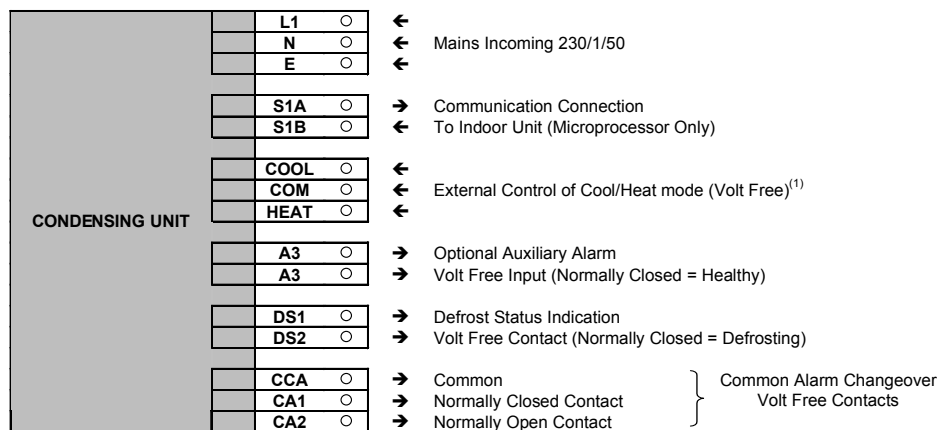 L1 ○ ←
N ○ ← Mains Incoming 230/1/50
E ○ ←
S1A ○ → Communication Connection
S1B ○ ← To Indoor Unit (Microprocessor Only)
COOL ○ ←
COM ○ ← External Control of Cool/Heat mode (Volt Free)(1)
HEAT ○ ←
CONDENSING UNIT
A3 ○ → Optional Auxiliary Alarm
A3 ○ → Volt Free Input (Normally Closed = Healthy)
DS1 ○ → Defrost Status Indication
DS2 ○ → Volt Free Contact (Normally Closed = Defrosting)
CCA ○ → Common
CA1 ○ → Normally Closed Contact
CA2 ○ → Normally Open Contact
Common Alarm Changeover
Volt Free Contacts